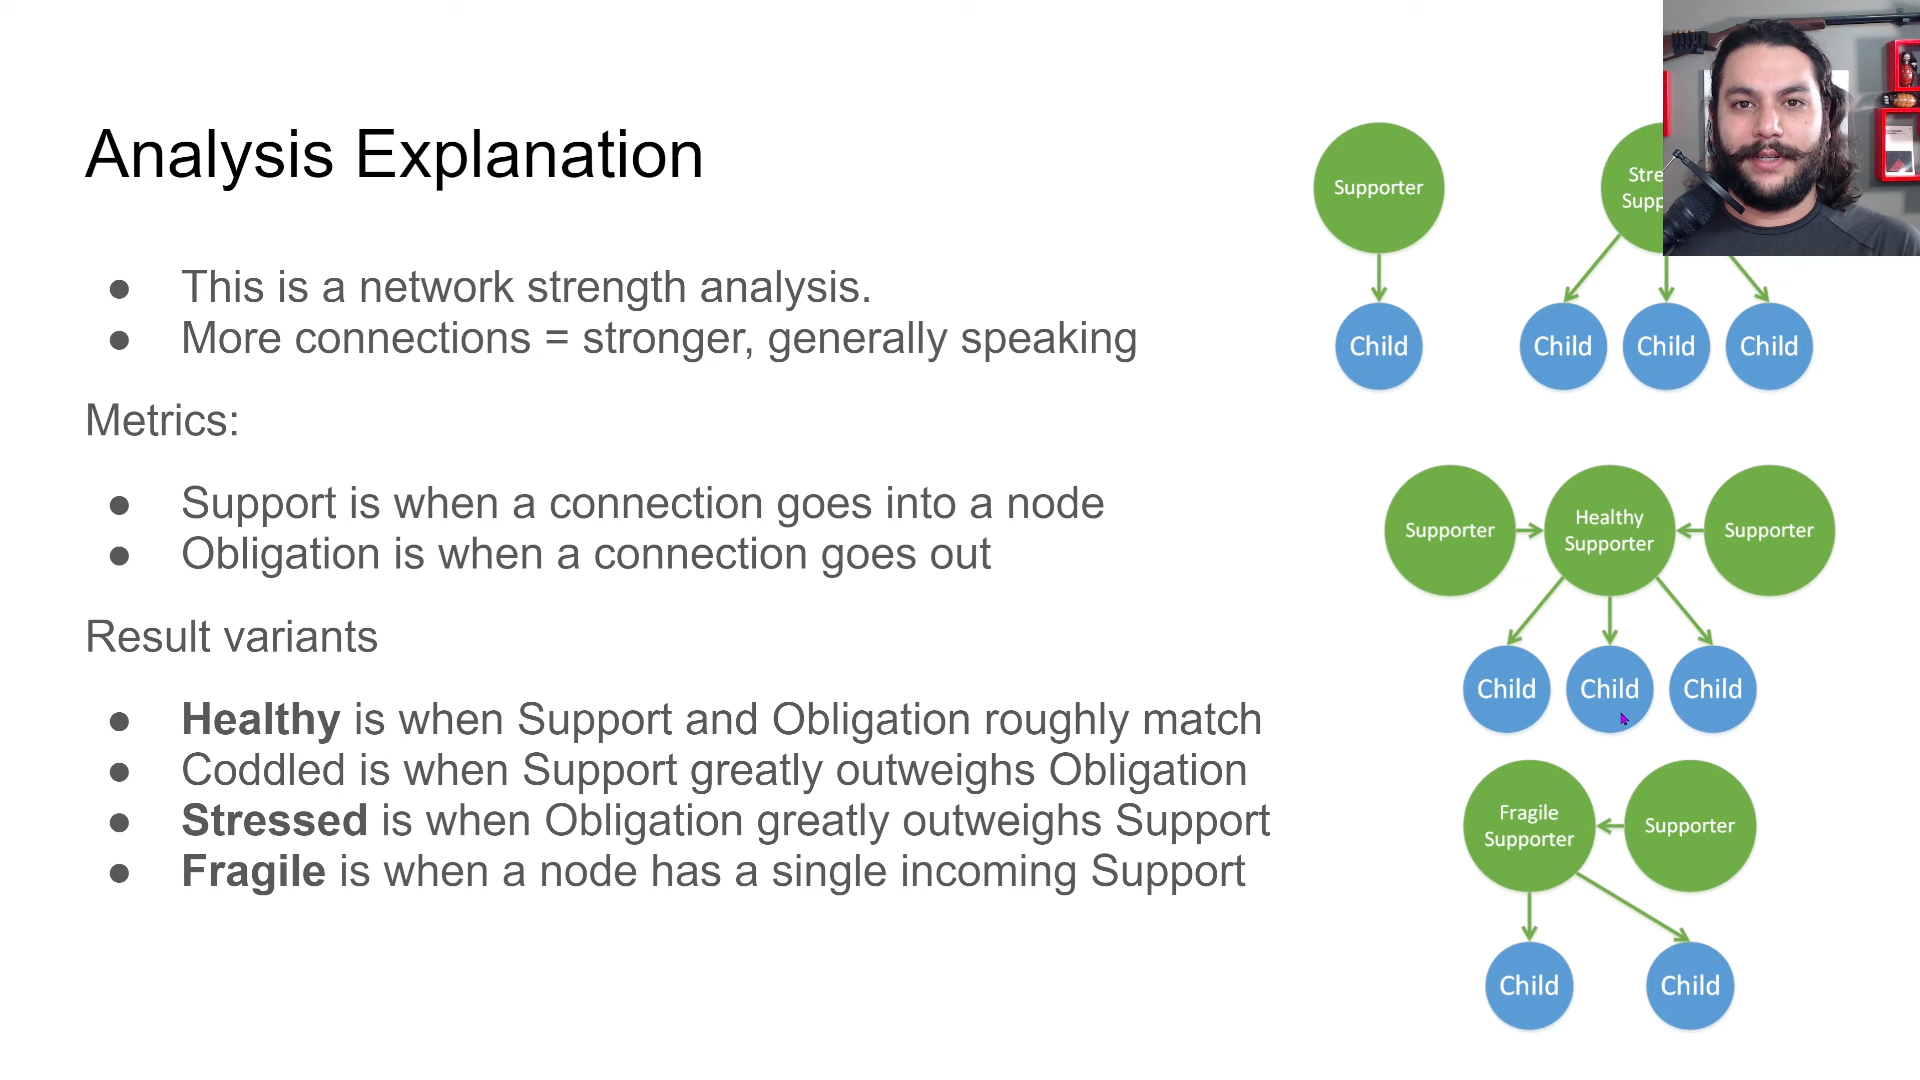 Analysis Explanation
● This is a network strength analysis.
● More connections = stronger, generally speaking
Metrics:
● Support is when a connection goes into a node
● Obligation is when a connection goes out
Result variants
● Healthy is when Support and Obligation roughly match
● Coddled is when Support greatly outweighs Obligation
● Stressed is when Obligation greatly outweighs Support
● Fragile is when a node has a single incoming Support
Supporter
Child
Stre
Supp
Child Child Child
Supporter
Healthy
Supporter
Supporter
Child Child Child
Fragile
Supporter
Supporter
Child Child